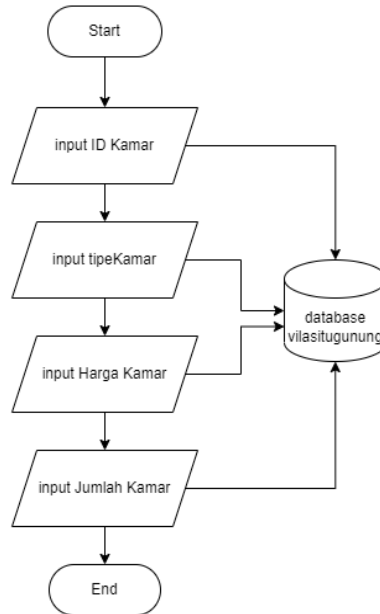 Start
input ID Kamar
input tipeKamar
database
vilasitugunung
input Harga Kamar
input Jumlah Kamar
End